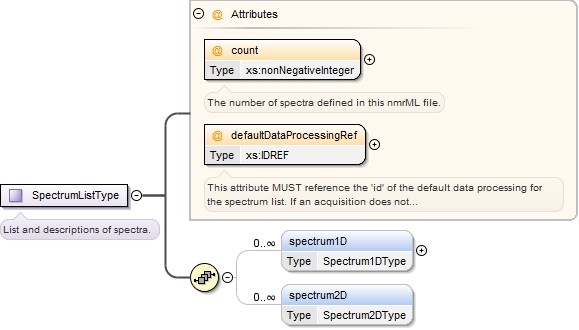 Attributes
count
Type xs:nonNegativeInteger
The number of spectra defined in this nmrML file.
defaultDataProcessingRef
Type xs:IDREF
This attribute MUST reference the 'id' of the default data processing for
the spectrum list. If an acquisition does not...
SpectrumListType
List and descriptions of spectra.
0..∞
spectrum1D
Type Spectrum1DType
0..∞
spectrum2D
Type Spectrum2DType